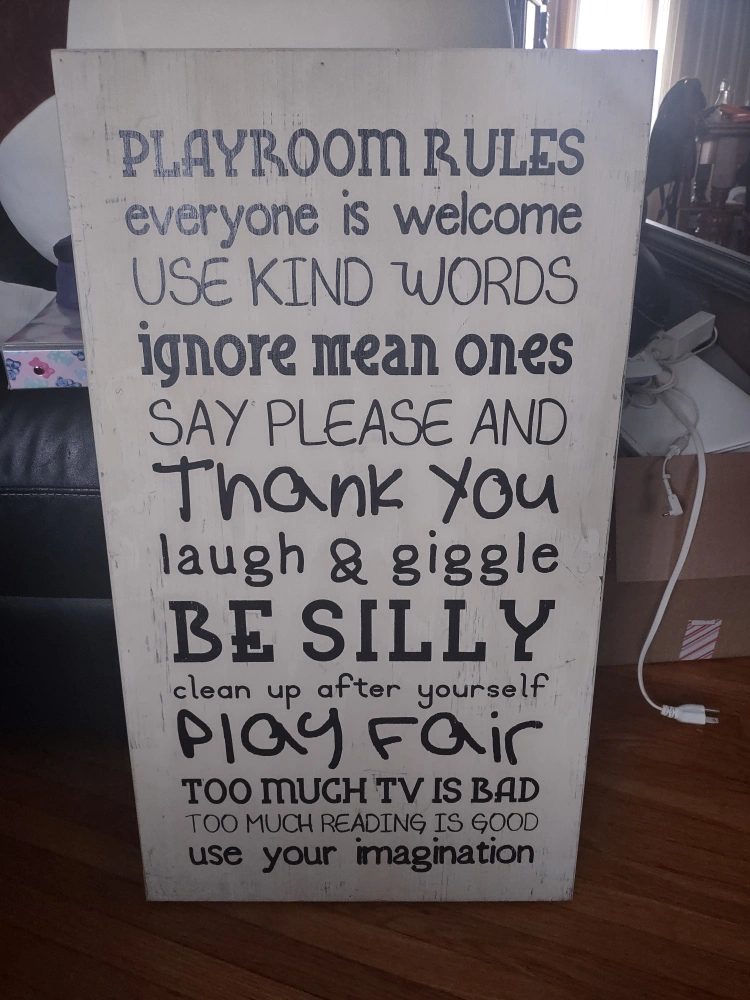 PLAYROOM RULES
everyone is welcome
USE KIND WORDS
ignore mean ones
SAY PLEASE AND
Thank You
laugh & giggle
BE SILLY
clean up after yourself
Play Fair
TOO MUCH TV IS BAD
TOO MUCH READING IS GOOD
use your imagination